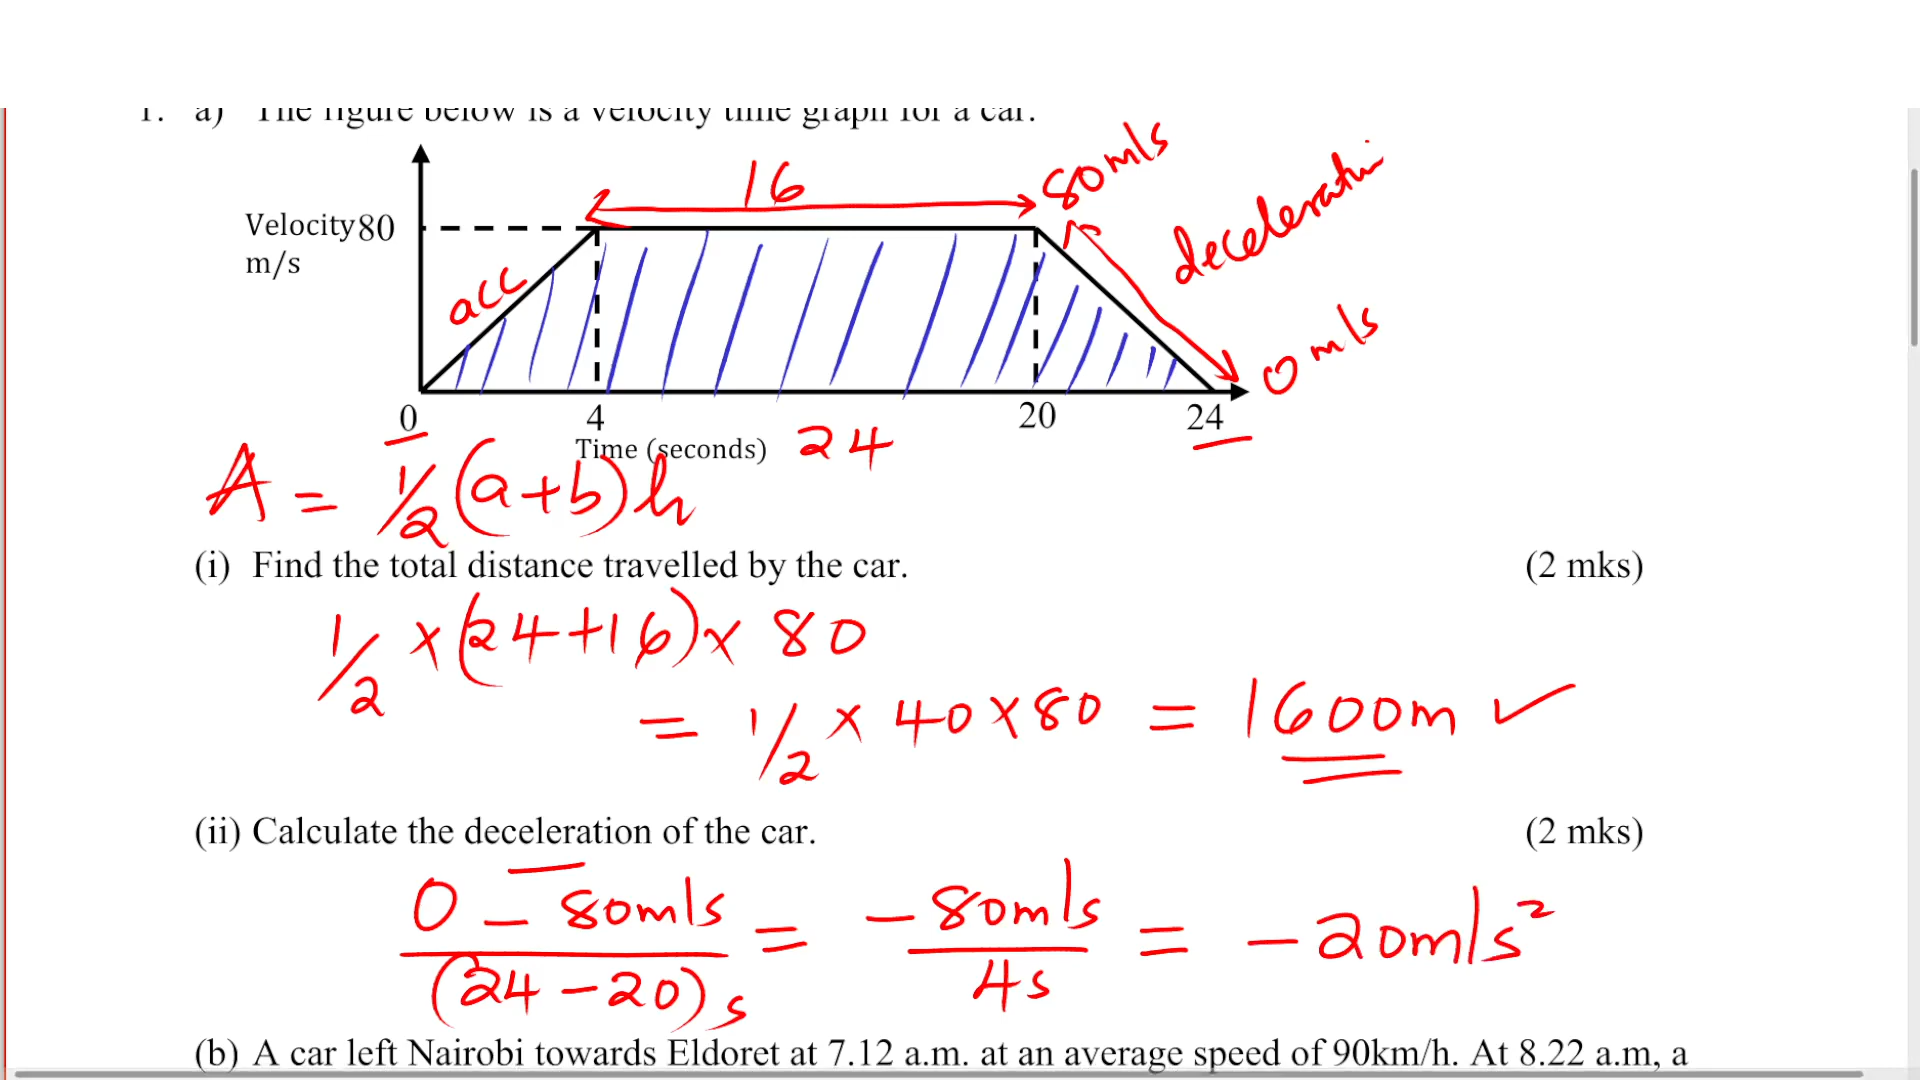 1. a) The figure below is a velocity time graph for a car.
16
80m/s
deceleration
Velocity 80
m/s
acc
0m/s
0 4 20 24
Time (seconds) 24
A = 1/2 (a+b) h
(i) Find the total distance travelled by the car. (2 mks)
1/2 × (24+16) × 80
= 1/2 × 40 × 80 = 1600m ✓
(ii) Calculate the deceleration of the car. (2 mks)
0 - 80m/s = -80m/s = -20m/s²
(24-20)s 4s
(b) A car left Nairobi towards Eldoret at 7.12 a.m. at an average speed of 90km/h. At 8.22 a.m, a